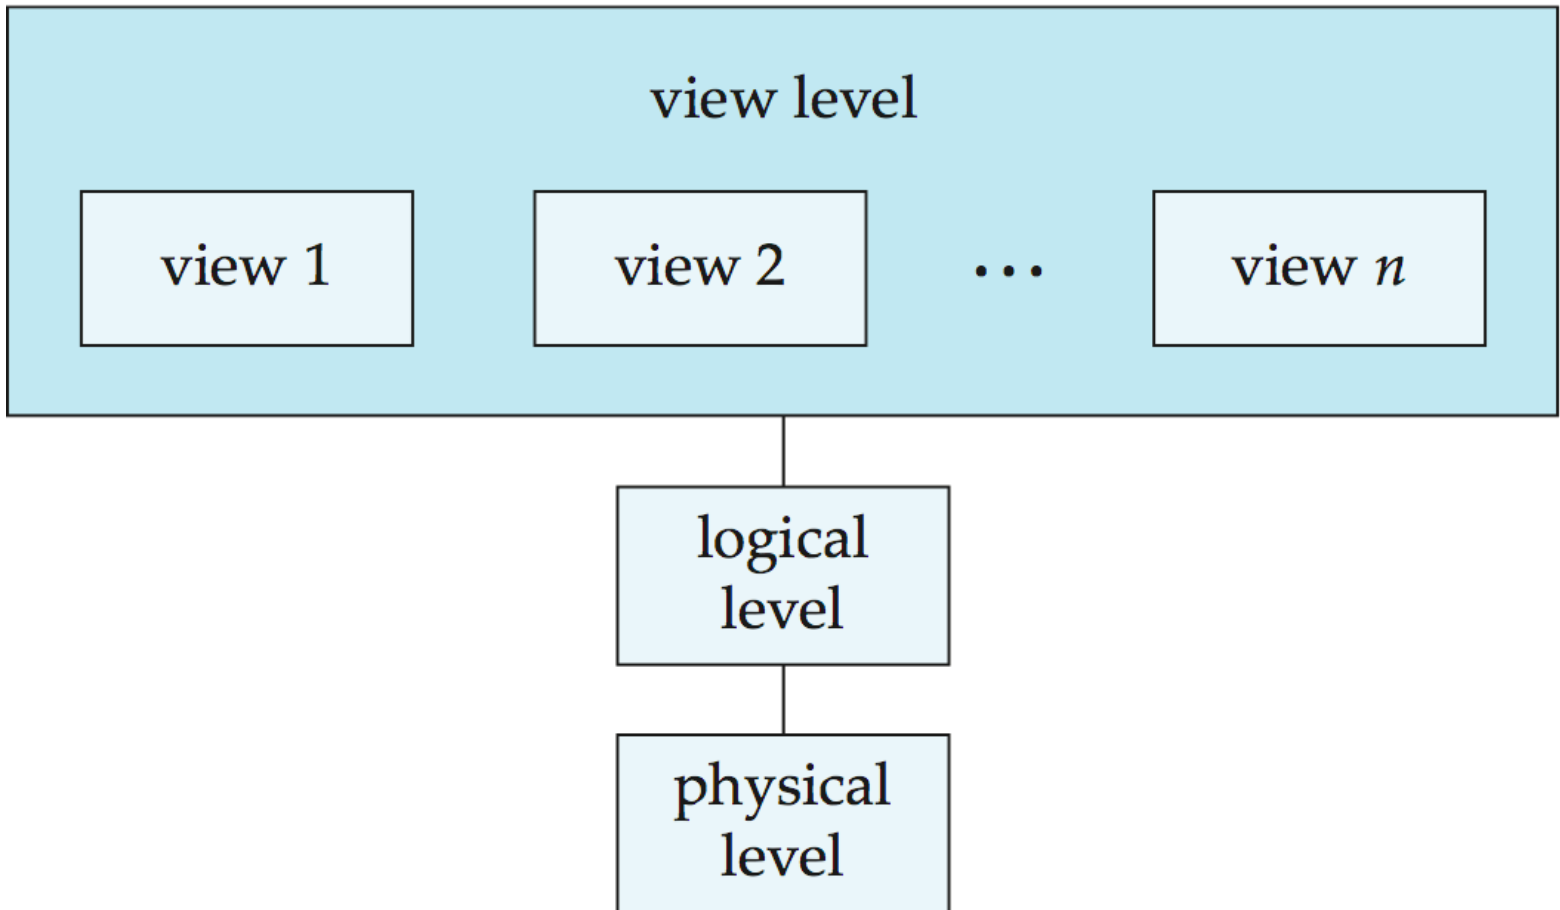 view level
view 1
view 2
...
view n
logical
level
physical
level